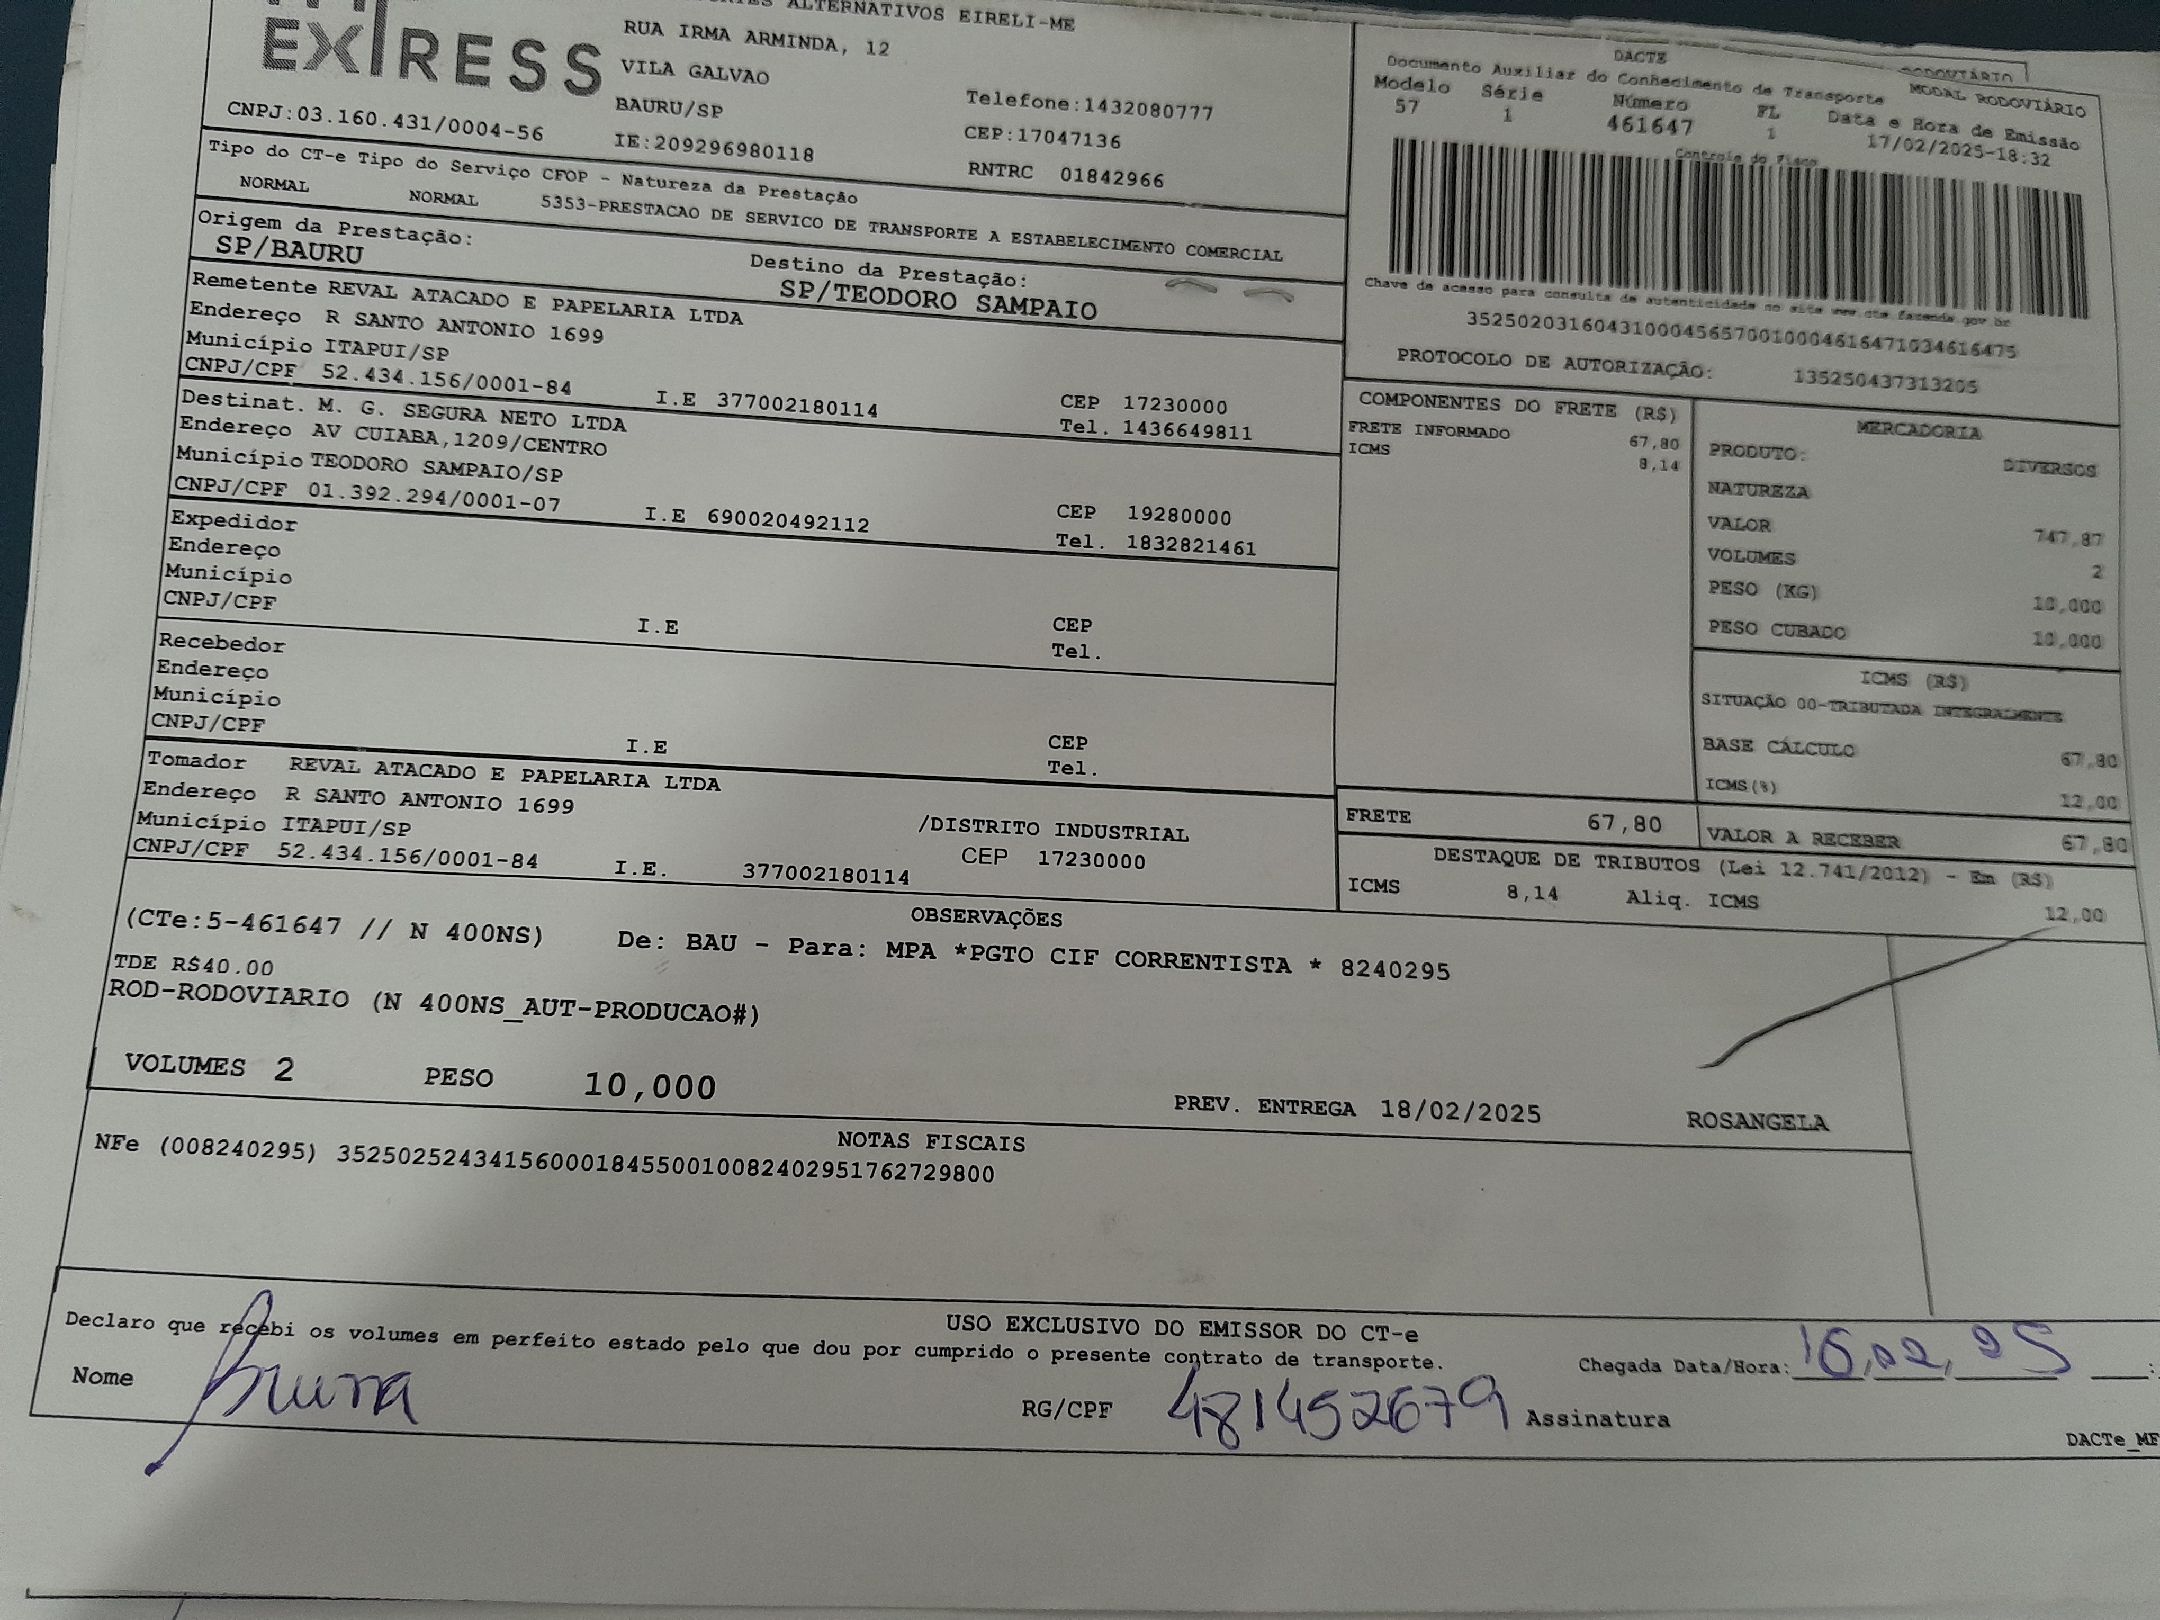 ALTERNATIVOS EIRELI-ME
EXPRESS
RUA IRMA ARMINDA, 12
VILA GALVAO
BAURU/SP
Telefone:1432080777
CNPJ:03.160.431/0004-56
IE:209296980118
CEP:17047136
RNTRC 01842966
DACTE
RODOVIÁRIO
Documento Auxiliar do Conhecimento de Transporte
MODAL RODOVIÁRIO
Modelo Série Número FL Data e Hora de Emissão
57 1 461647 1 17/02/2025-18:32
Controle do Fisco
Chave de acesso para consulta de autenticidade no site www.cte.fazenda.gov.br
35250203160431000456570010004616471034616475
PROTOCOLO DE AUTORIZAÇÃO: 135250437313205
Tipo do CT-e Tipo do Serviço CFOP - Natureza da Prestação
NORMAL NORMAL 5353-PRESTACAO DE SERVICO DE TRANSPORTE A ESTABELECIMENTO COMERCIAL
Origem da Prestação: Destino da Prestação:
SP/BAURU SP/TEODORO SAMPAIO
Remetente REVAL ATACADO E PAPELARIA LTDA
Endereço R SANTO ANTONIO 1699
Município ITAPUI/SP CEP 17230000
CNPJ/CPF 52.434.156/0001-84 I.E 377002180114 Tel. 1436649811
Destinat. M. G. SEGURA NETO LTDA
Endereço AV CUIABA,1209/CENTRO
Município TEODORO SAMPAIO/SP CEP 19280000
CNPJ/CPF 01.392.294/0001-07 I.E 690020492112 Tel. 1832821461
Expedidor
Endereço
Município CEP
CNPJ/CPF I.E Tel.
Recebedor
Endereço
Município CEP
CNPJ/CPF I.E Tel.
Tomador REVAL ATACADO E PAPELARIA LTDA
Endereço R SANTO ANTONIO 1699 /DISTRITO INDUSTRIAL
Município ITAPUI/SP CEP 17230000
CNPJ/CPF 52.434.156/0001-84 I.E. 377002180114
COMPONENTES DO FRETE (R$)
FRETE INFORMADO 67,80
ICMS 8,14
MERCADORIA
PRODUTO: DIVERSOS
NATUREZA
VALOR 747,87
VOLUMES 2
PESO (KG) 10,000
PESO CUBADO 10,000
ICMS (R$)
SITUAÇÃO 00-TRIBUTADA INTEGRALMENTE
BASE CÁLCULO 67,80
ICMS(%) 12,00
FRETE 67,80 VALOR A RECEBER 67,80
DESTAQUE DE TRIBUTOS (Lei 12.741/2012) - Em (R$)
ICMS 8,14 Aliq. ICMS 12,00
OBSERVAÇÕES
(CTe:5-461647 // N 400NS) De: BAU - Para: MPA *PGTO CIF CORRENTISTA * 8240295
TDE R$40.00
ROD-RODOVIARIO (N 400NS_AUT-PRODUCAO#)
VOLUMES 2 PESO 10,000 PREV. ENTREGA 18/02/2025 ROSANGELA
NOTAS FISCAIS
NFe (008240295) 35250252434156000184550010082402951762729800
USO EXCLUSIVO DO EMISSOR DO CT-e
Declaro que recebi os volumes em perfeito estado pelo que dou por cumprido o presente contrato de transporte.
Chegada Data/Hora: :
Nome Bruna RG/CPF 481452679 Assinatura
DACTe_MF